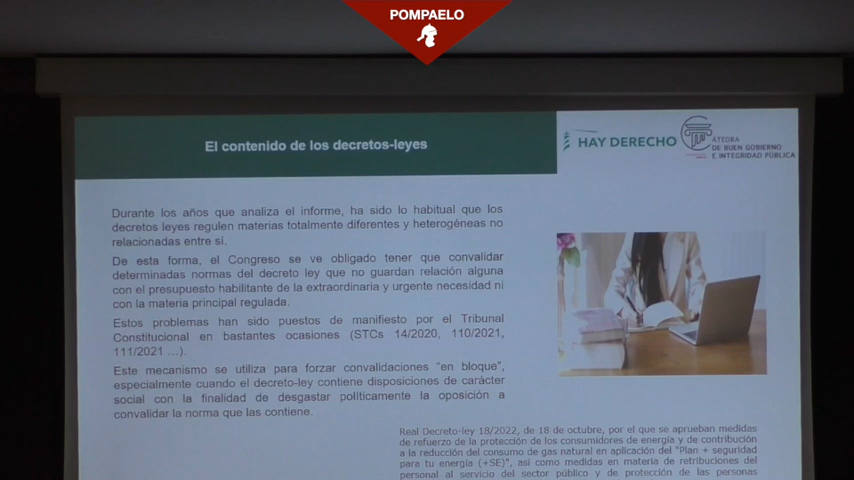 POMPAELO
El contenido de los decretos-leyes
HAY DERECHO
ÁTEDRA
DE BUEN GOBIERNO
E INTEGRIDAD PÚBLICA
Durante los años que analiza el informe, ha sido lo habitual que los
decretos leyes regulen materias totalmente diferentes y heterogéneas no
relacionadas entre sí.
De esta forma, el Congreso se ve obligado tener que convalidar
determinadas normas del decreto ley que no guardan relación alguna
con el presupuesto habilitante de la extraordinaria y urgente necesidad ni
con la materia principal regulada.
Estos problemas han sido puestos de manifiesto por el Tribunal
Constitucional en bastantes ocasiones (STCs 14/2020, 110/2021,
111/2021 …).
Este mecanismo se utiliza para forzar convalidaciones "en bloque",
especialmente cuando el decreto-ley contiene disposiciones de carácter
social con la finalidad de desgastar políticamente la oposición a
convalidar la norma que las contiene.
Real Decreto-ley 18/2022, de 18 de octubre, por el que se aprueban medidas
de refuerzo de la protección de los consumidores de energía y de contribución
a la reducción del consumo de gas natural en aplicación del "Plan + seguridad
para tu energía (+SE)", así como medidas en materia de retribuciones del
personal al servicio del sector público y de protección de las personas